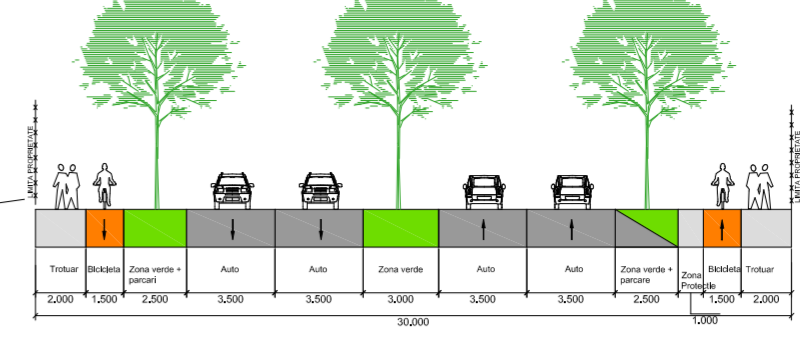 LIMITA PROPRIETATE
LIMITA PROPRIETATE
Trotuar
Bicicleta
Zona verde +
parcari
Auto
Auto
Zona verde
Auto
Auto
Zona verde +
parcare
Zona
Protectie
Bicicleta
Trotuar
2.000
1.500
2.500
3.500
3.500
3.000
3.500
3.500
2.500
1.500
2.000
1.000
30.000